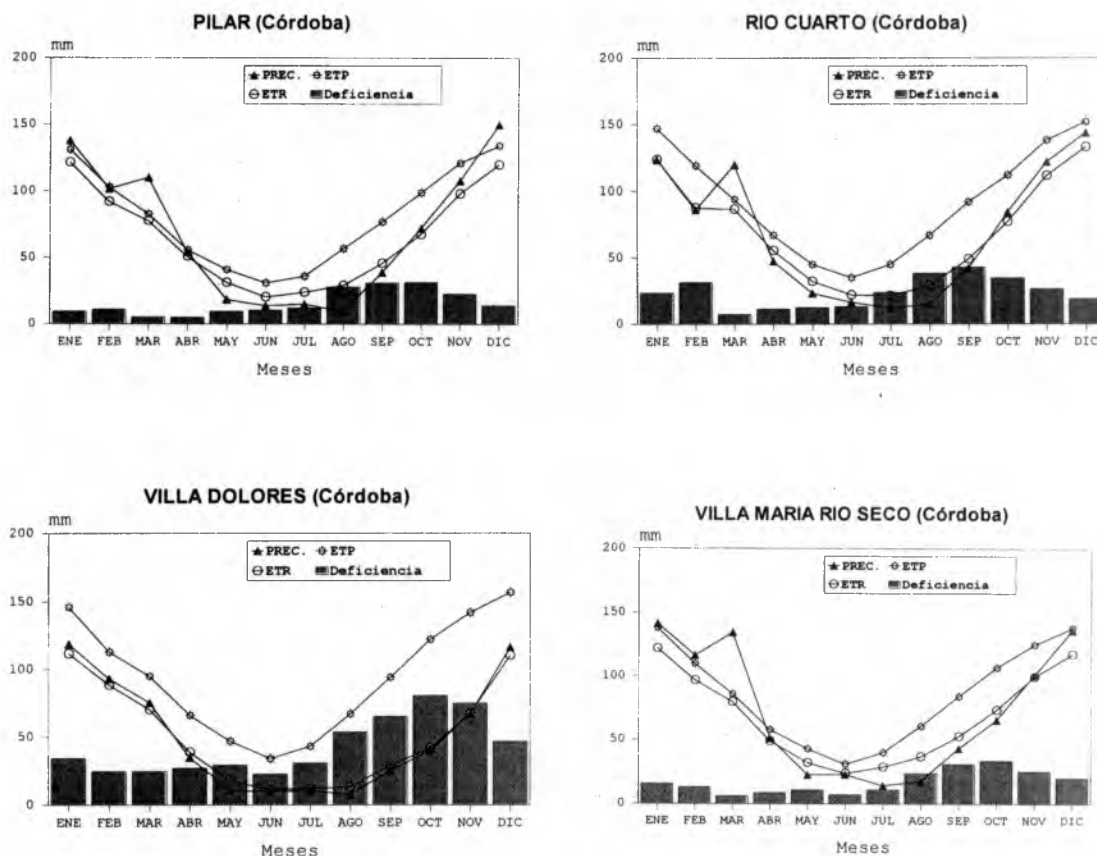 PILAR (Córdoba)
mm
200
150
100
50
0
PREC. ETP
ETR Deficiencia
ENE FEB MAR ABR MAY JUN JUL AGO SEP OCT NOV DIC
Meses
RIO CUARTO (Córdoba)
mm
200
150
100
50
0
PREC. ETP
ETR Deficiencia
ENE FEB MAR ABR MAY JUN JUL AGO SEP OCT NOV DIC
Meses
VILLA DOLORES (Córdoba)
mm
200
150
100
50
0
PREC. ETP
ETR Deficiencia
ENE FEB MAR ABR MAY JUN JUL AGO SEP OCT NOV DIC
Meses
VILLA MARIA RIO SECO (Córdoba)
mm
200
150
100
50
0
PREC. ETP
ETR Deficiencia
ENE FEB MAR ABR MAY JUN JUL AGO SEP OCT NOV DIC
Meses